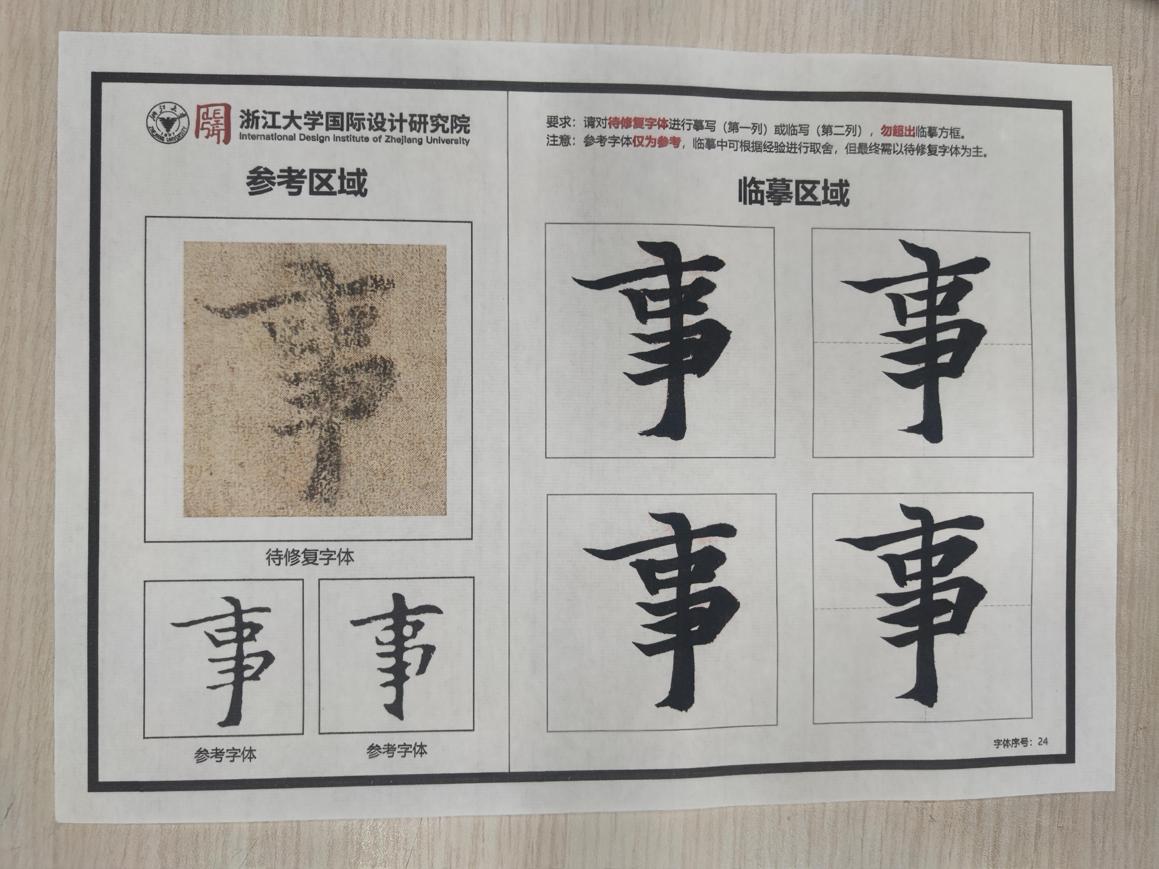 浙江大学国际设计研究院
International Design Institute of Zhejiang University
参考区域
事
待修复字体
事
事
参考字体
参考字体
要求：请对待修复字体进行摹写（第一列）或临写（第二列），勿超出临摹方框。
注意：参考字体仅为参考，临摹中可根据经验进行取舍，但最终需以待修复字体为主。
临摹区域
事
事
事
事
字体序号：24